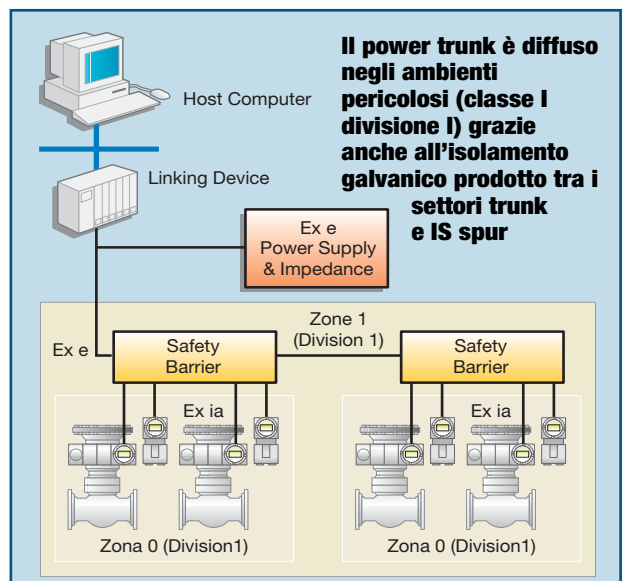 Il power trunk è diffuso
negli ambienti
pericolosi (classe I
divisione I) grazie
anche all'isolamento
galvanico prodotto tra i
settori trunk
e IS spur
Host Computer
Linking Device
Ex e
Power Supply
& Impedance
Zone 1
(Division 1)
Ex e
Safety
Barrier
Safety
Barrier
Ex ia
Ex ia
Zona 0 (Division1)
Zona 0 (Division1)